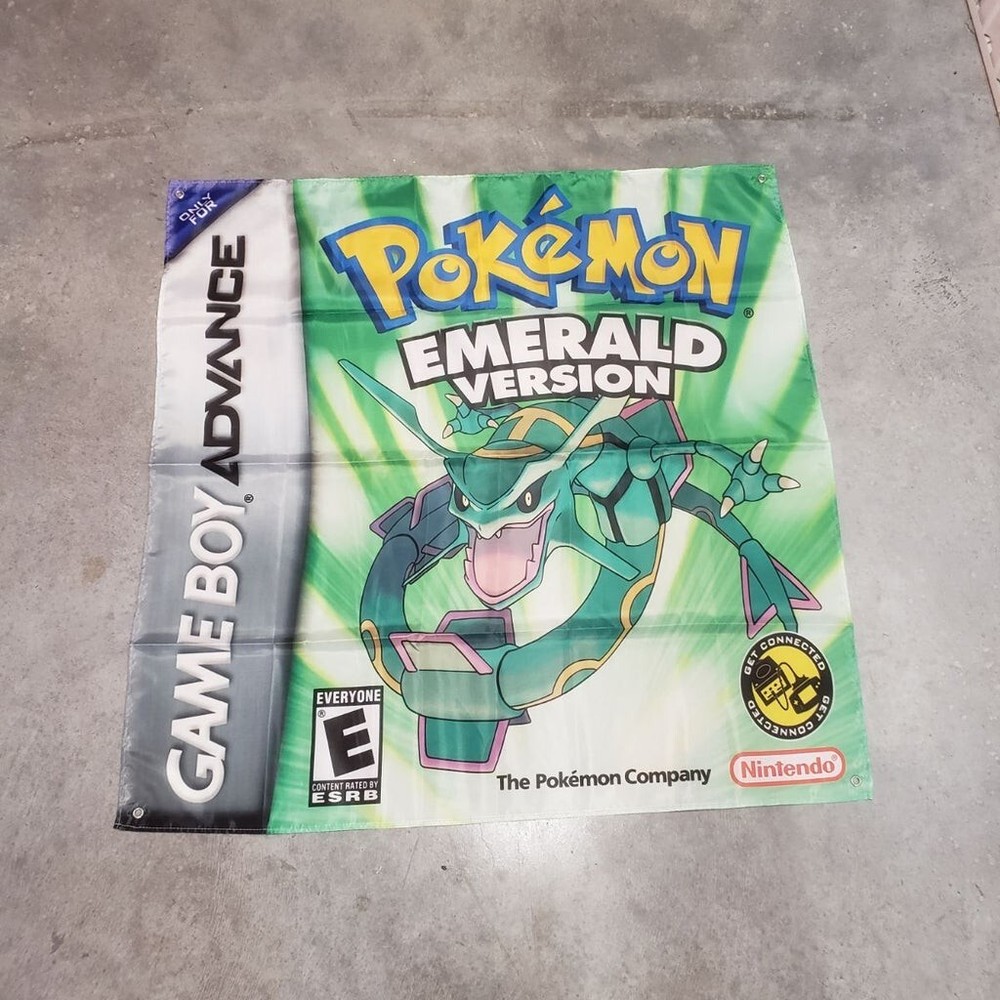 ONLY
FOR
GAME BOY ADVANCE
®
POKéMON
®
EMERALD
VERSION
GET CONNECTED
GET CONNECTED
EVERYONE
®
E
CONTENT RATED BY
ESRB
The Pokémon Company
Nintendo®